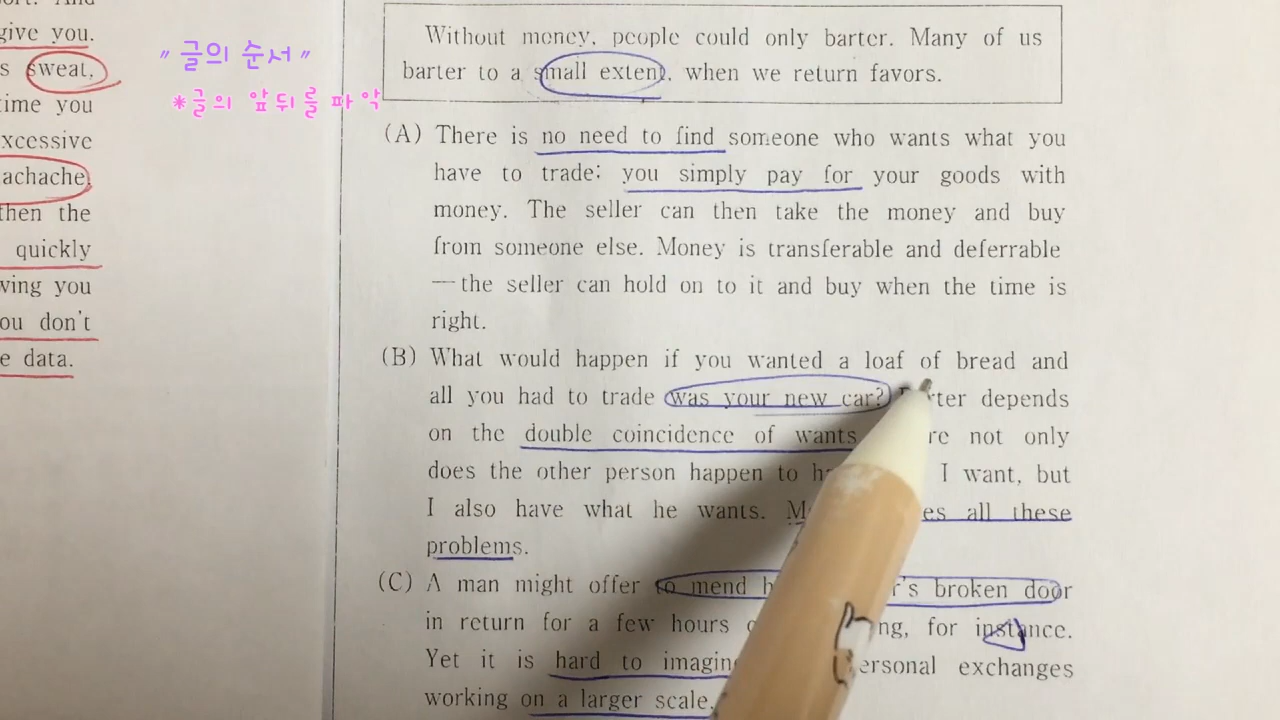 give you.
sweat,
time you
xcessive
achache
then the
quickly
wing you
ou don't
e data.
" 글의 순서 "
*글의 앞뒤를 파악
Without money, people could only barter. Many of us
barter to a small extent, when we return favors.
(A) There is no need to find someone who wants what you
have to trade; you simply pay for your goods with
money. The seller can then take the money and buy
from someone else. Money is transferable and deferrable
—the seller can hold on to it and buy when the time is
right.
(B) What would happen if you wanted a loaf of bread and
all you had to trade was your new car? depends
on the double coincidence of wants not only
does the other person happen to I want, but
I also have what he wants. all these
problems.
(C) A man might offer to mend broken door
in return for a few hours for instance.
Yet it is hard to imagine ersonal exchanges
working on a larger scale.